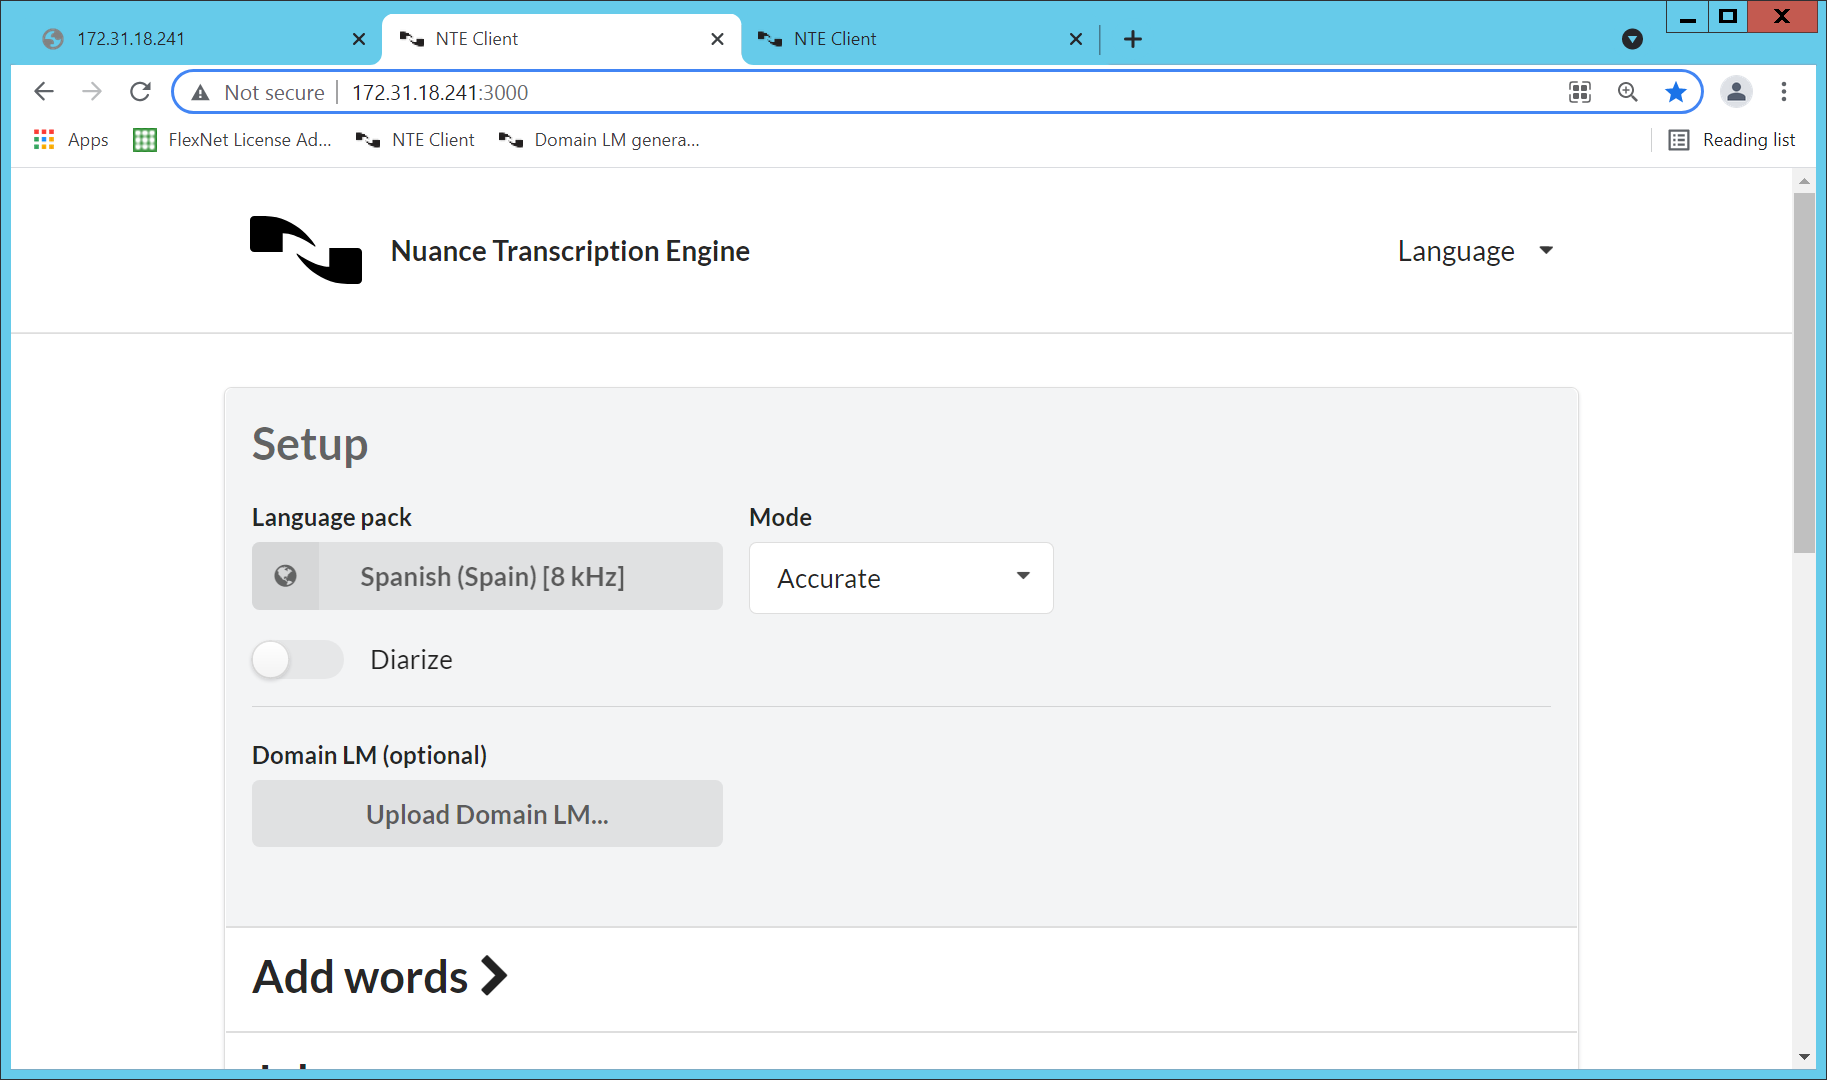 172.31.18.241
NTE Client
NTE Client
Not secure
172.31.18.241:3000
Apps
FlexNet License Ad...
NTE Client
Domain LM genera...
Reading list
Nuance Transcription Engine
Language
Setup
Language pack
Mode
Spanish (Spain) [8 kHz]
Accurate
Diarize
Domain LM (optional)
Upload Domain LM...
Add words